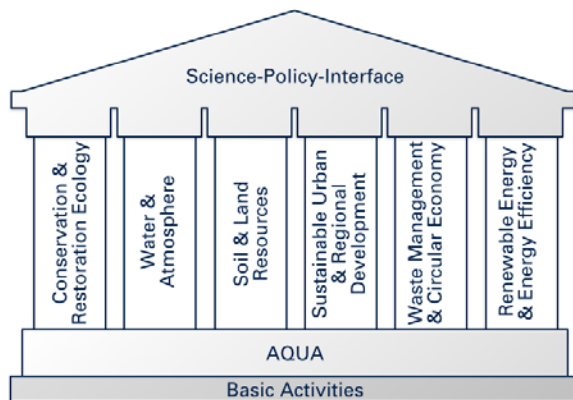 Science-Policy-Interface
Conservation &
Restoration Ecology
Water &
Atmosphere
Soil & Land
Resources
Sustainable Urban
& Regional
Development
Waste Management
& Circular Economy
Renewable Energy
& Energy Efficiency
AQUA
Basic Activities